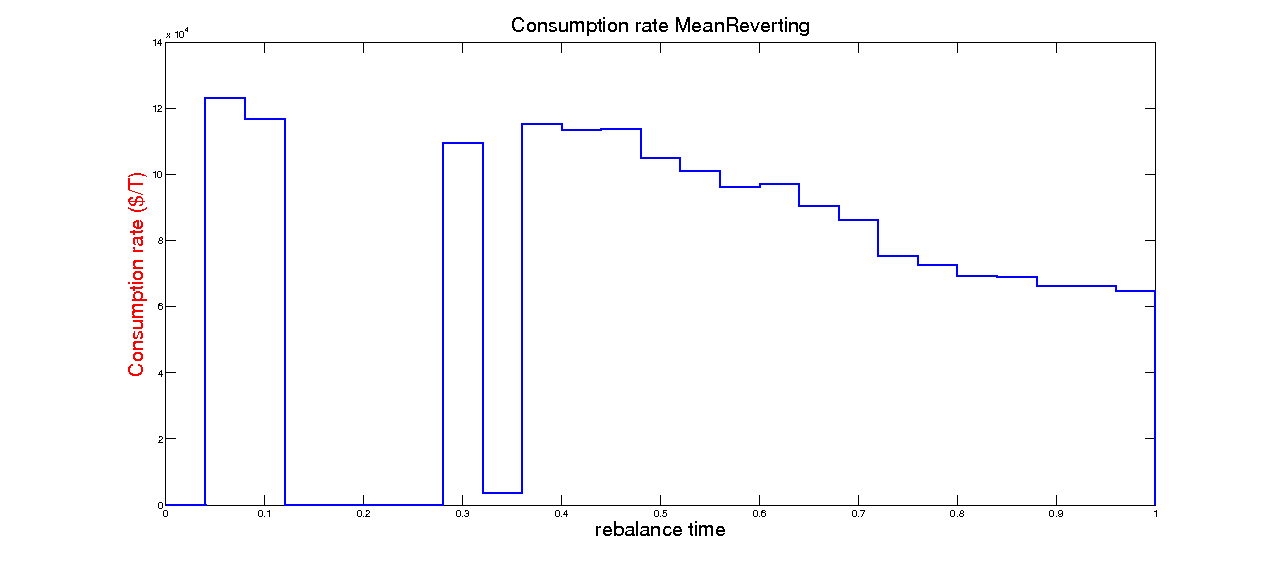 Consumption rate MeanReverting
x 10^4
14
12
10
8
6
4
2
0
Consumption rate ($/T)
0 0.1 0.2 0.3 0.4 0.5 0.6 0.7 0.8 0.9 1
rebalance time